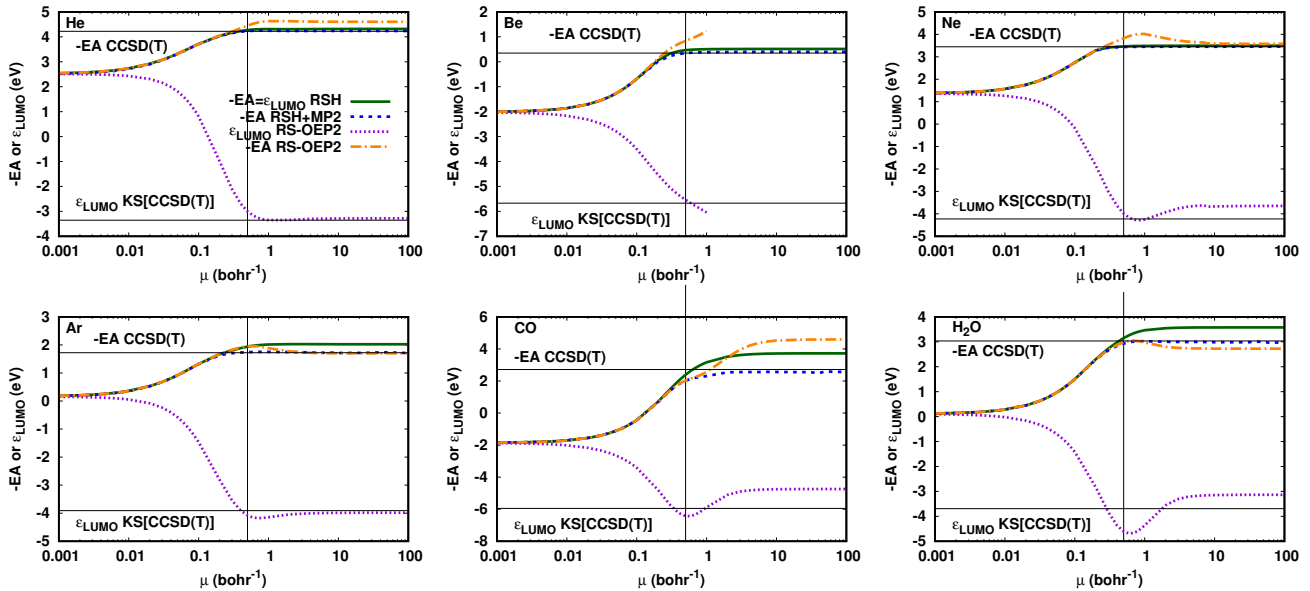 He
-EA CCSD(T)
-EA=εLUMO RSH
-EA RSH+MP2
εLUMO RS-OEP2
-EA RS-OEP2
εLUMO KS[CCSD(T)]
-EA or εLUMO (eV)
5
4
3
2
1
0
-1
-2
-3
-4
0.001
0.01
0.1
1
10
100
μ (bohr-1)
Be
-EA CCSD(T)
εLUMO KS[CCSD(T)]
-EA or εLUMO (eV)
2
1
0
-1
-2
-3
-4
-5
-6
-7
0.001
0.01
0.1
1
10
100
μ (bohr-1)
Ne
-EA CCSD(T)
εLUMO KS[CCSD(T)]
-EA or εLUMO (eV)
5
4
3
2
1
0
-1
-2
-3
-4
-5
0.001
0.01
0.1
1
10
100
μ (bohr-1)
Ar
-EA CCSD(T)
εLUMO KS[CCSD(T)]
-EA or εLUMO (eV)
3
2
1
0
-1
-2
-3
-4
-5
0.001
0.01
0.1
1
10
100
μ (bohr-1)
CO
-EA CCSD(T)
εLUMO KS[CCSD(T)]
-EA or εLUMO (eV)
6
4
2
0
-2
-4
-6
-8
0.001
0.01
0.1
1
10
100
μ (bohr-1)
H2O
-EA CCSD(T)
εLUMO KS[CCSD(T)]
-EA or εLUMO (eV)
4
3
2
1
0
-1
-2
-3
-4
-5
0.001
0.01
0.1
1
10
100
μ (bohr-1)